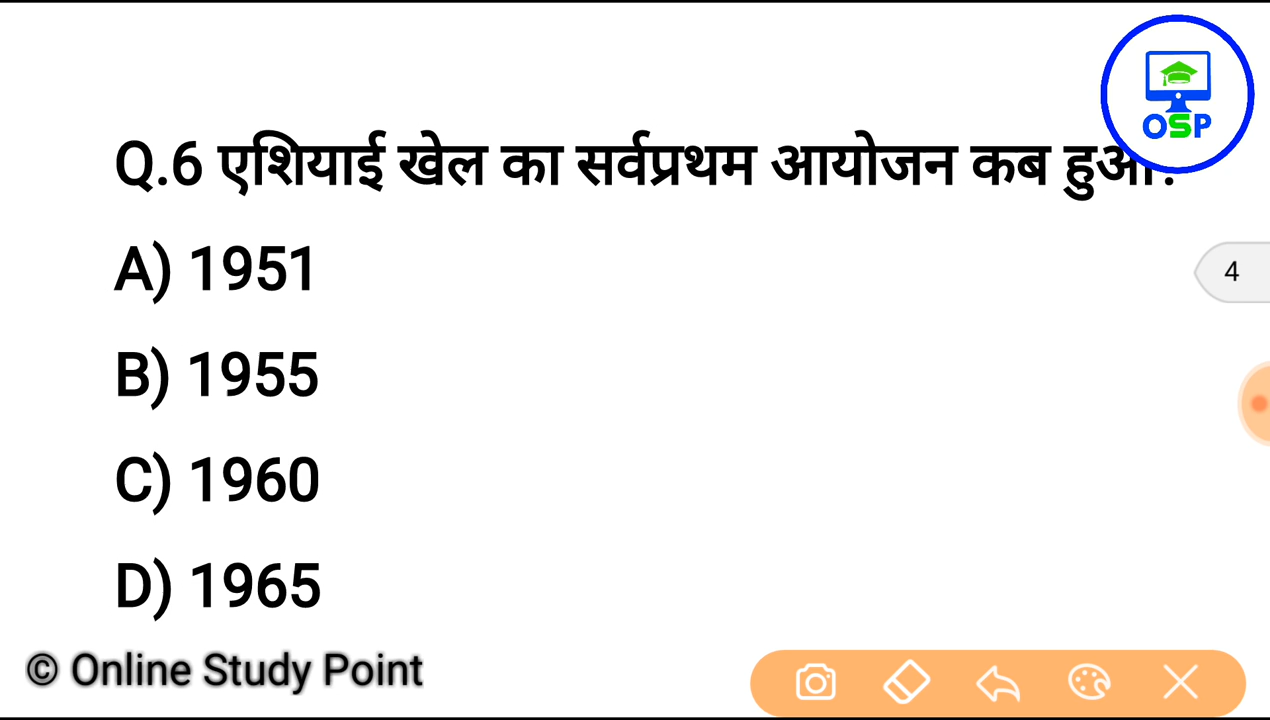 OSP
Q.6 एशियाई खेल का सर्वप्रथम आयोजन कब हुआ?
A) 1951
4
B) 1955
C) 1960
D) 1965
© Online Study Point